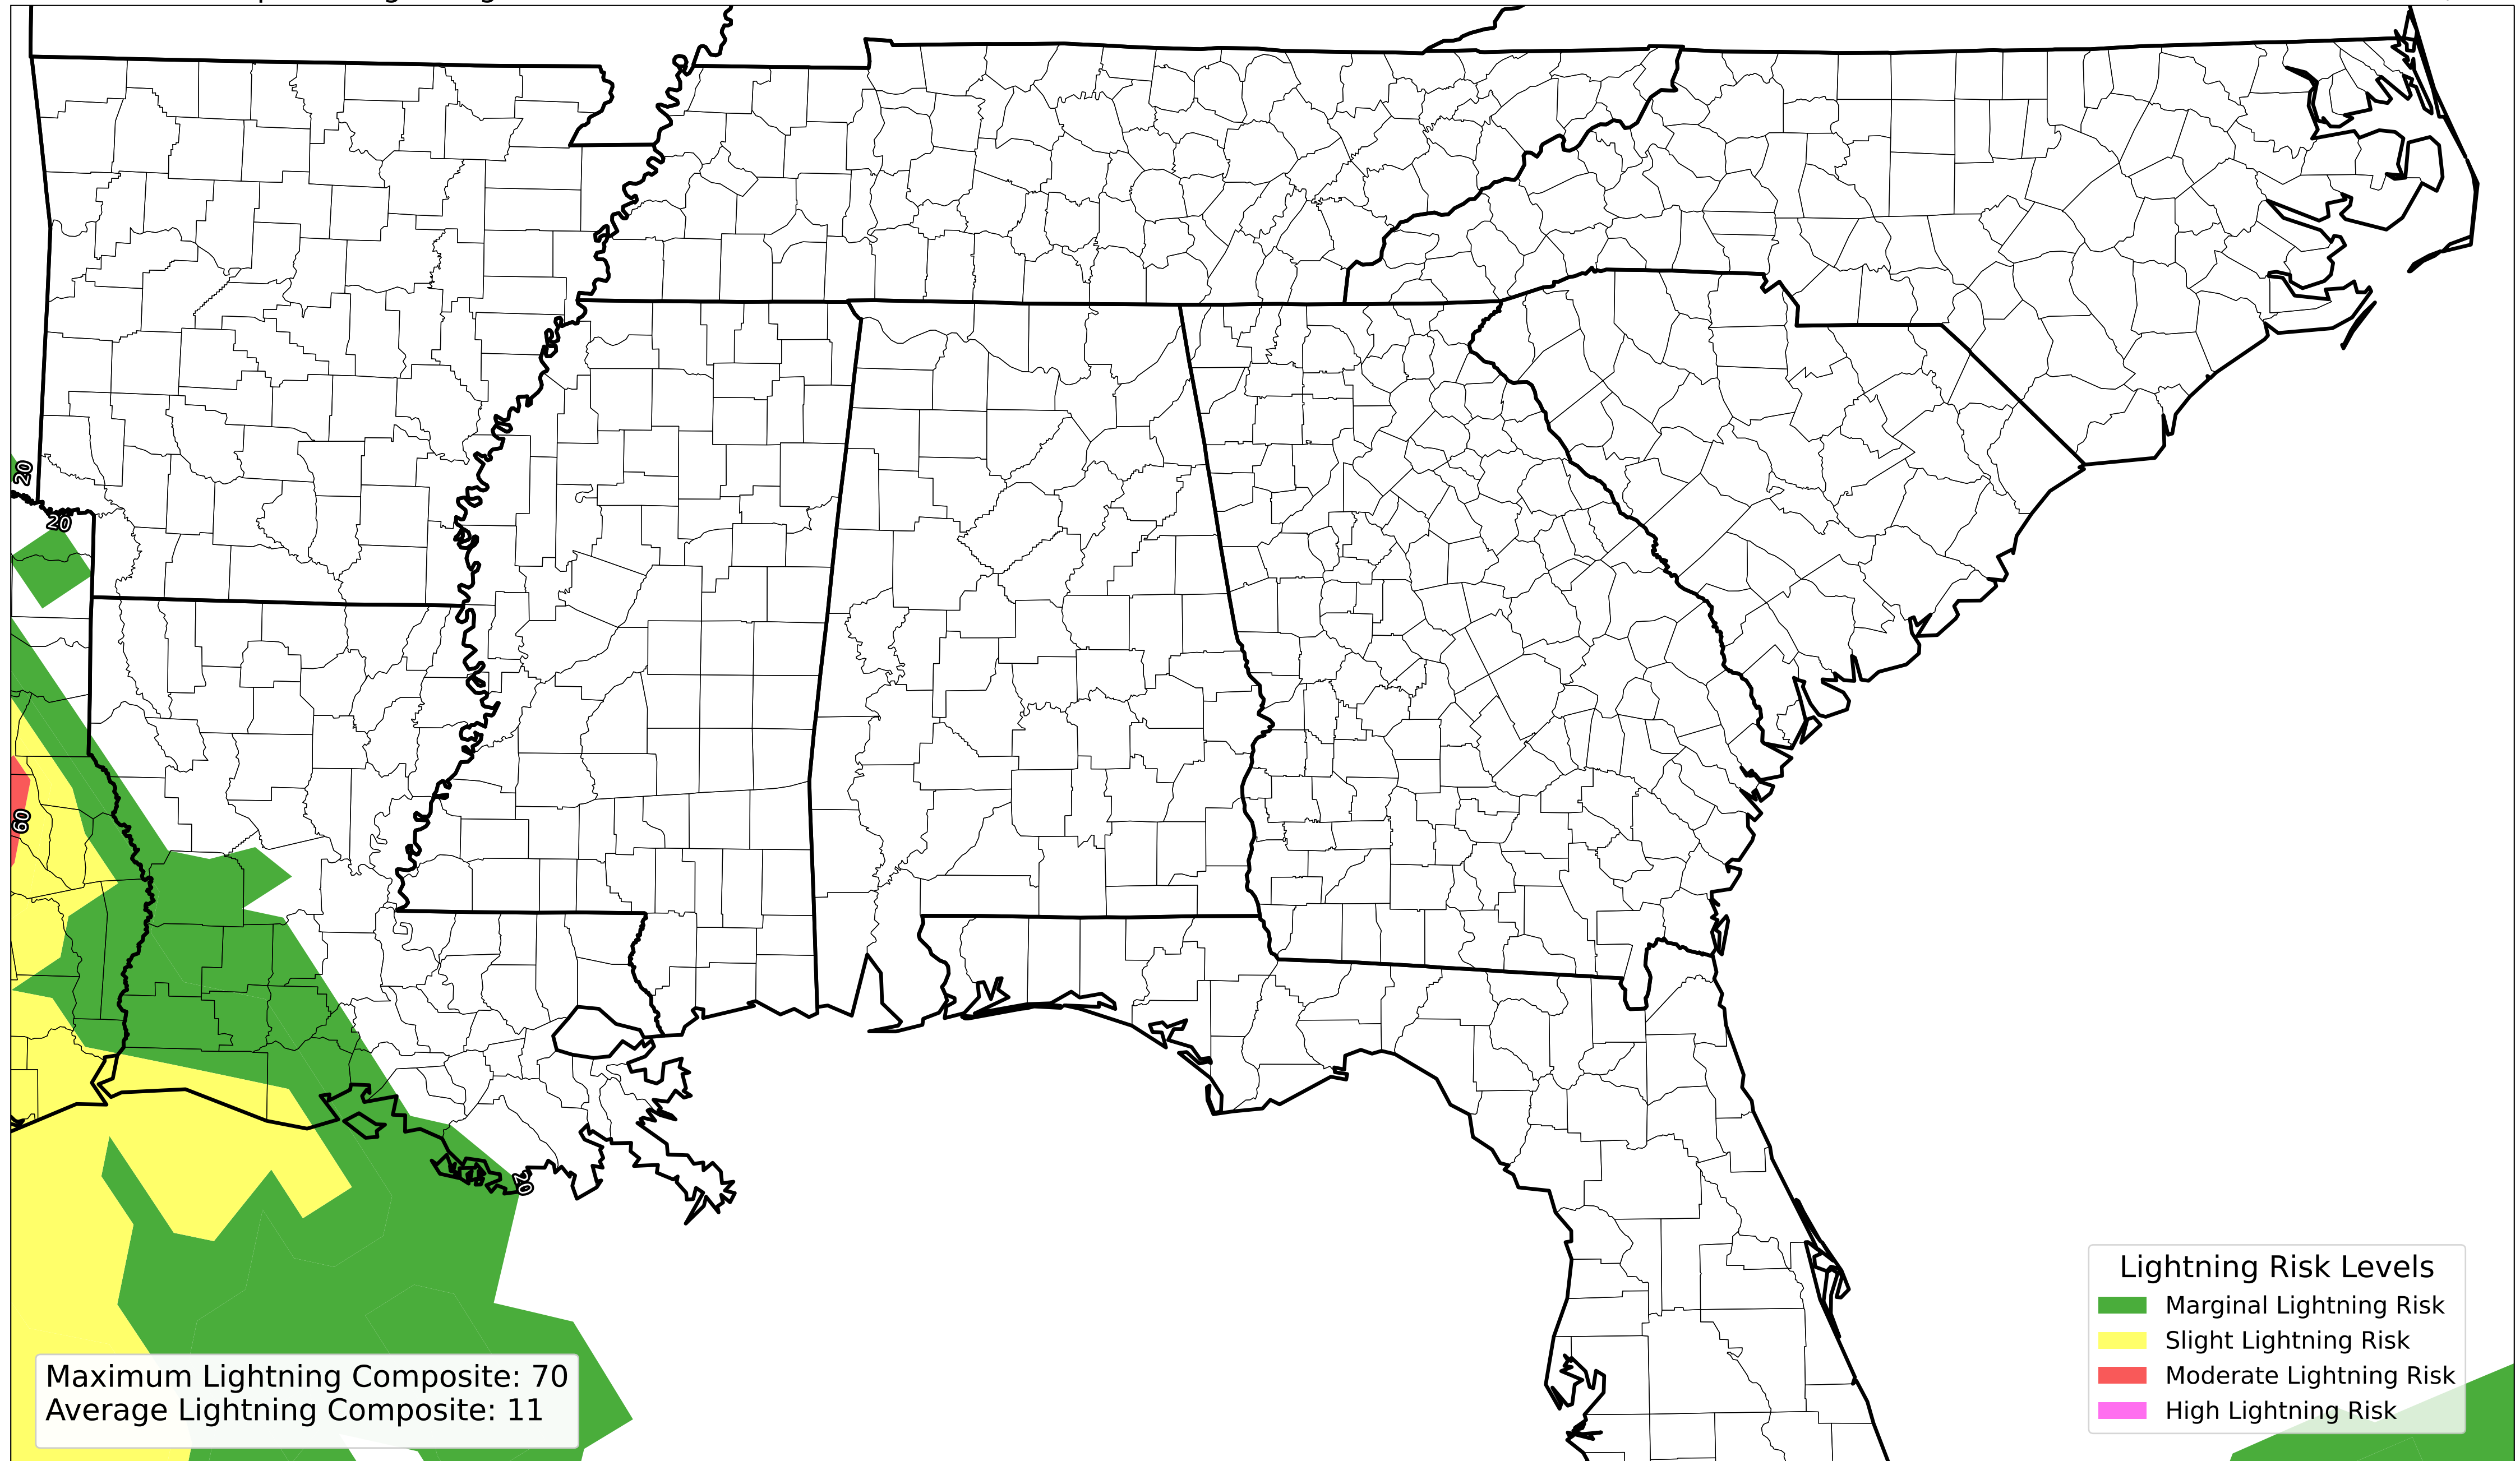 20
20
60
20
Lightning Risk Levels
Marginal Lightning Risk
Slight Lightning Risk
Moderate Lightning Risk
High Lightning Risk
Maximum Lightning Composite: 70
Average Lightning Composite: 11